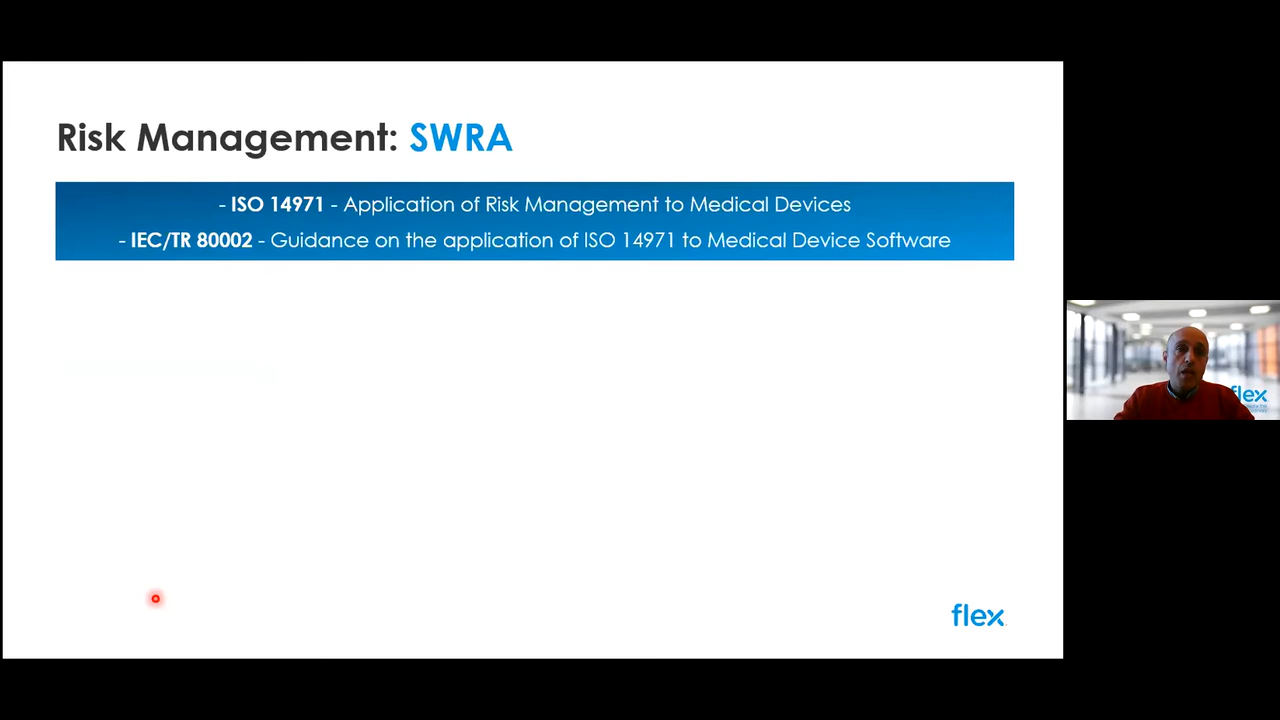 Risk Management: SWRA
- ISO 14971 - Application of Risk Management to Medical Devices
- IEC/TR 80002 - Guidance on the application of ISO 14971 to Medical Device Software
flex
flex